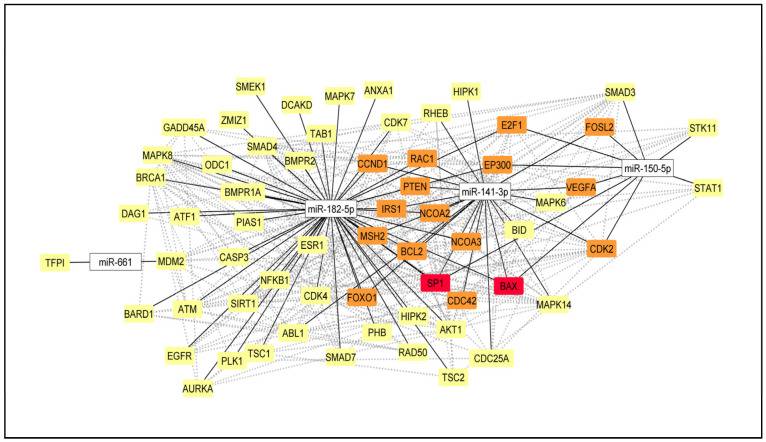 SMEK1
MAPK7
ANXA1
HIPK1
SMAD3
DCAKD
ZMIZ1
TAB1
CDK7
RHEB
E2F1
FOSL2
STK11
GADD45A
SMAD4
MAPK8
ODC1
BMPR2
CCND1
RAC1
EP300
miR-150-5p
BRCA1
BMPR1A
PTEN
miR-141-3p
VEGFA
STAT1
MAPK6
DAG1
ATF1
PIAS1
miR-182-5p
IRS1
NCOA2
BID
MSH2
NCOA3
ESR1
CDK2
BCL2
TFPI
miR-661
MDM2
CASP3
NFKB1
SP1
BAX
SIRT1
CDK4
FOXO1
CDC42
MAPK14
BARD1
ATM
HIPK2
ABL1
PHB
AKT1
EGFR
PLK1
TSC1
SMAD7
RAD50
CDC25A
TSC2
AURKA